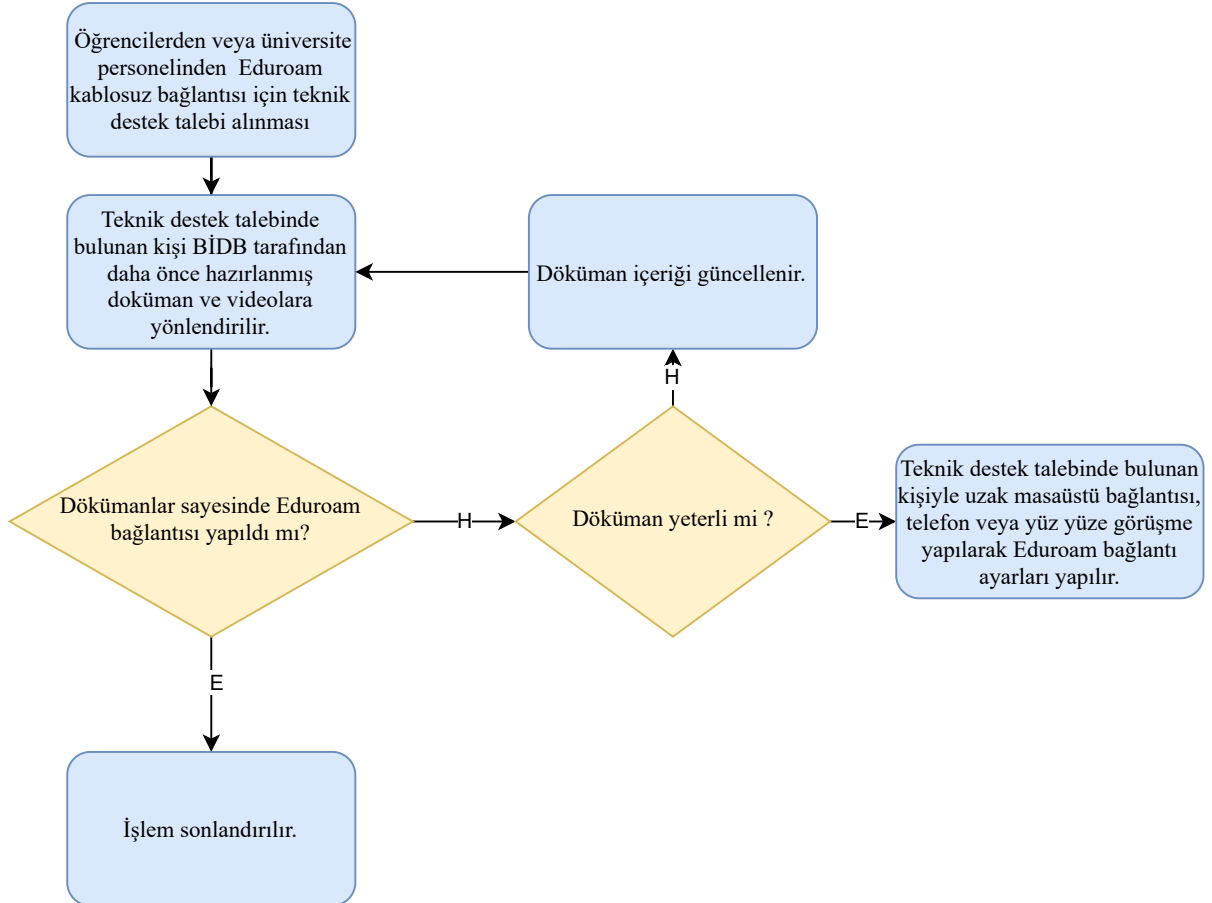 Öğrencilerden veya üniversite
personelinden Eduroam
kablosuz bağlantısı için teknik
destek talebi alınması
Teknik destek talebinde
bulunan kişi BİDB tarafından
daha önce hazırlanmış
doküman ve videolara
yönlendirilir.
Döküman içeriği güncellenir.
H
Dökümanlar sayesinde Eduroam
bağlantısı yapıldı mı?
H
Döküman yeterli mi ?
E
Teknik destek talebinde bulunan
kişiyle uzak masaüstü bağlantısı,
telefon veya yüz yüze görüşme
yapılarak Eduroam bağlantı
ayarları yapılır.
E
İşlem sonlandırılır.